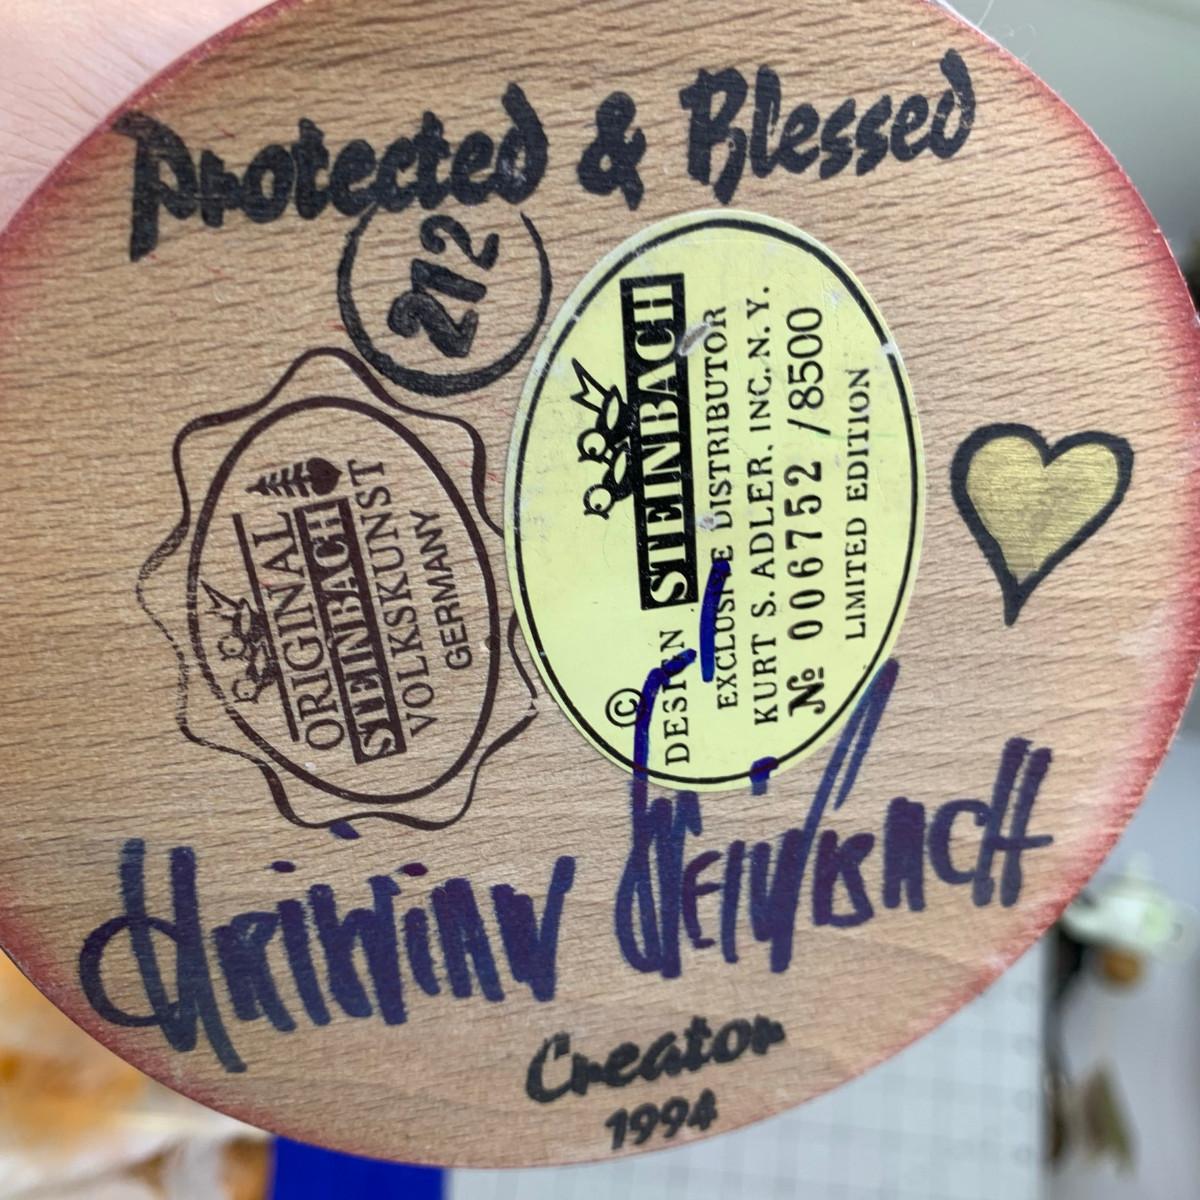 Protected & Blessed
212
ORIGINAL
STEINBACH
VOLKSKUNST
GERMANY
©
DESIGN STEINBACH
EXCLUSIVE DISTRIBUTOR
KURT S. ADLER, INC. N.Y.
№ 006752 /8500
LIMITED EDITION
Christian Steinbach
Creator
1994